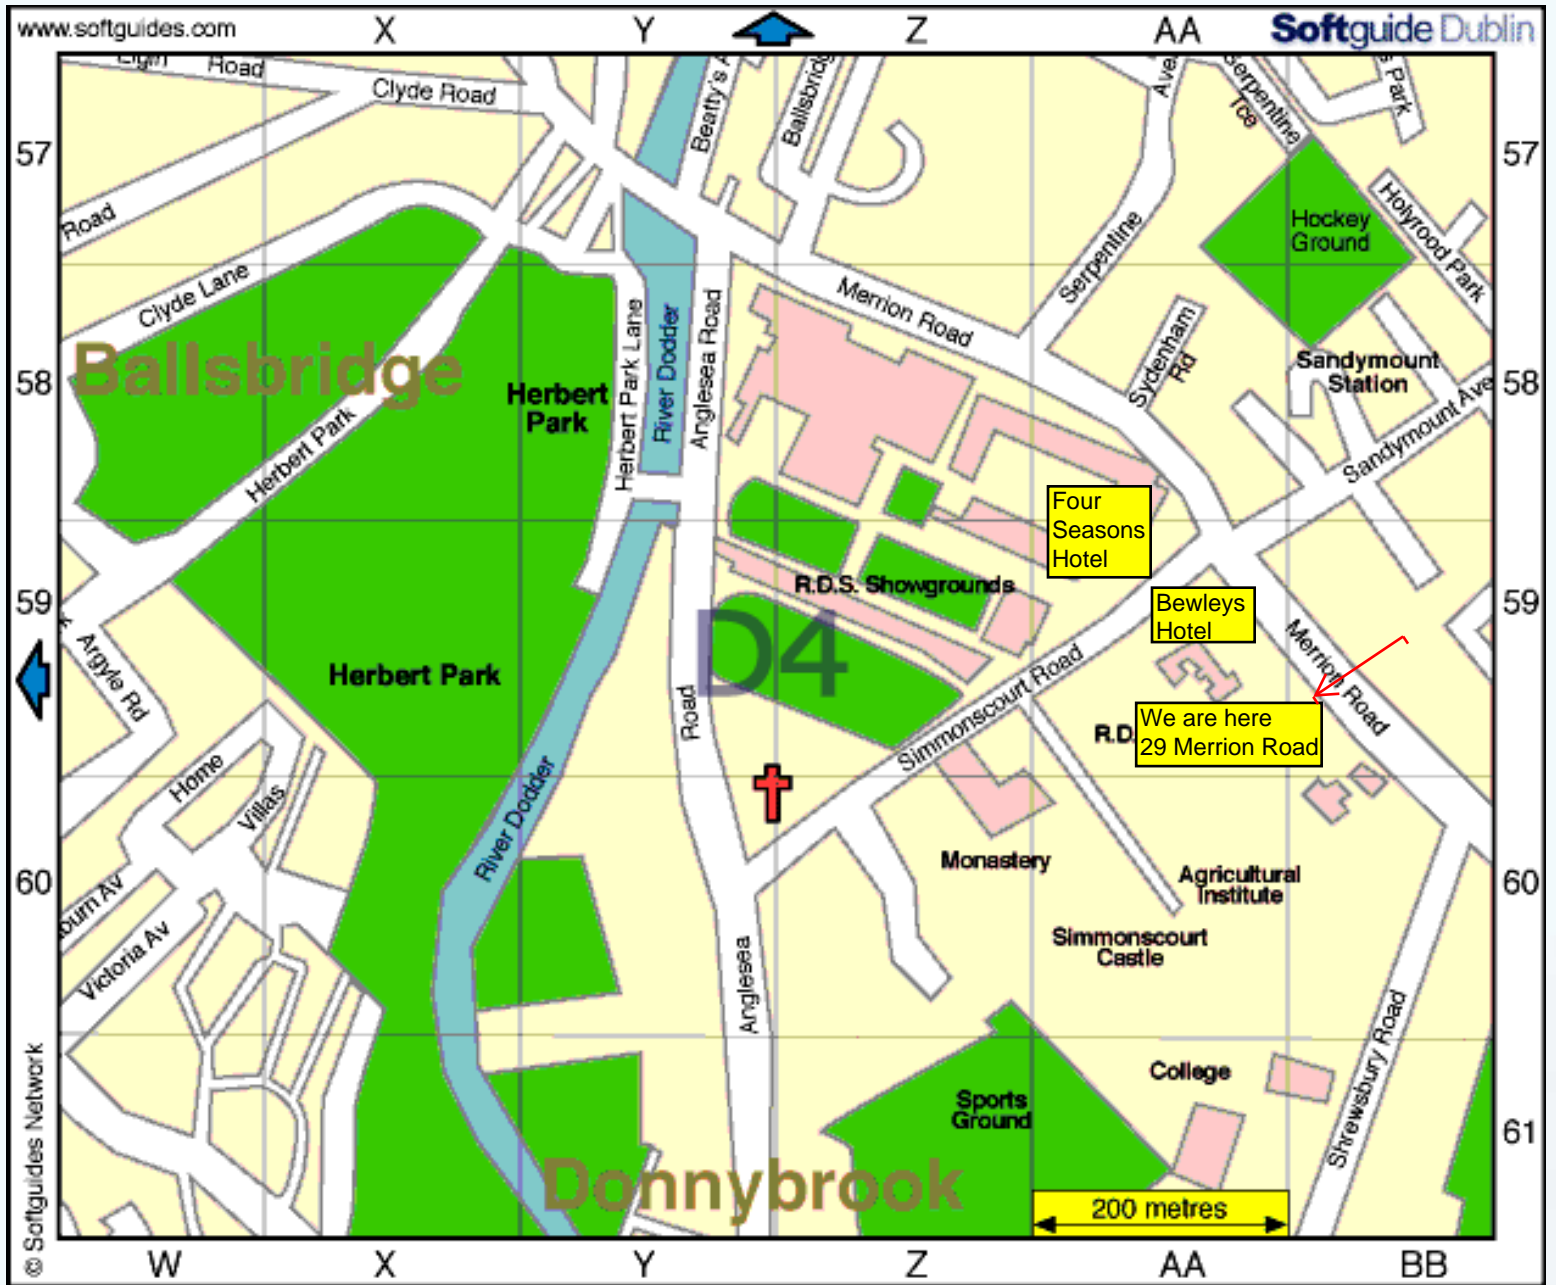 www.softguides.com
X
Y
Z
AA
Softguide Dublin
Elgin Road
Clyde Road
Beatty's A
Ballsbridg
Ave
Serpentine
Tce
s Park
57
57
Road
Clyde Lane
Hockey
Ground
Holyrood Park
Serpentine
Merrion Road
Ballsbridge
58
58
Herbert
Park
Herbert Park Lane
River Dodder
Anglesea Road
Sydenham
Rd
Sandymount
Station
Sandymount Ave
Herbert Park
Four
Seasons
Hotel
R.D.S. Showgrounds
59
59
Bewleys
Hotel
D4
Argyle Rd
Herbert Park
Merrion Road
Simmonscourt Road
Road
We are here
29 Merrion Road
R.D.
Home
Villas
River Dodder
Monastery
Agricultural
Institute
60
60
burn Av
Victoria Av
Simmonscourt
Castle
Anglesea
College
Sports
Ground
Shrewsbury Road
61
Donnybrook
200 metres
© Softguides Network
W
X
Y
Z
AA
BB